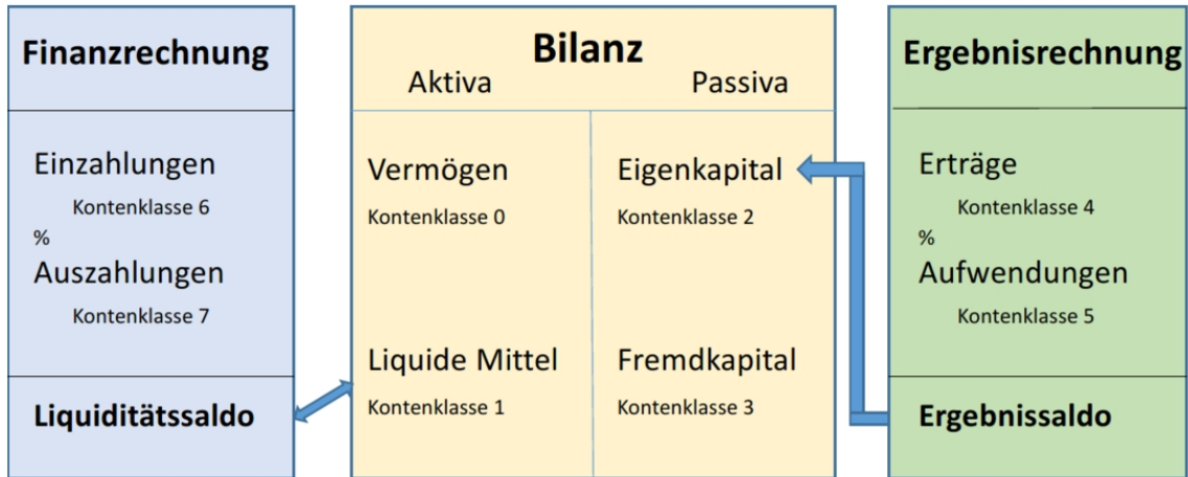 Finanzrechnung
Einzahlungen
Kontenklasse 6
%
Auszahlungen
Kontenklasse 7
Liquiditätssaldo
Bilanz
Aktiva
Passiva
Vermögen
Kontenklasse 0
Liquide Mittel
Kontenklasse 1
Eigenkapital
Kontenklasse 2
Fremdkapital
Kontenklasse 3
Ergebnisrechnung
Erträge
Kontenklasse 4
%
Aufwendungen
Kontenklasse 5
Ergebnissaldo